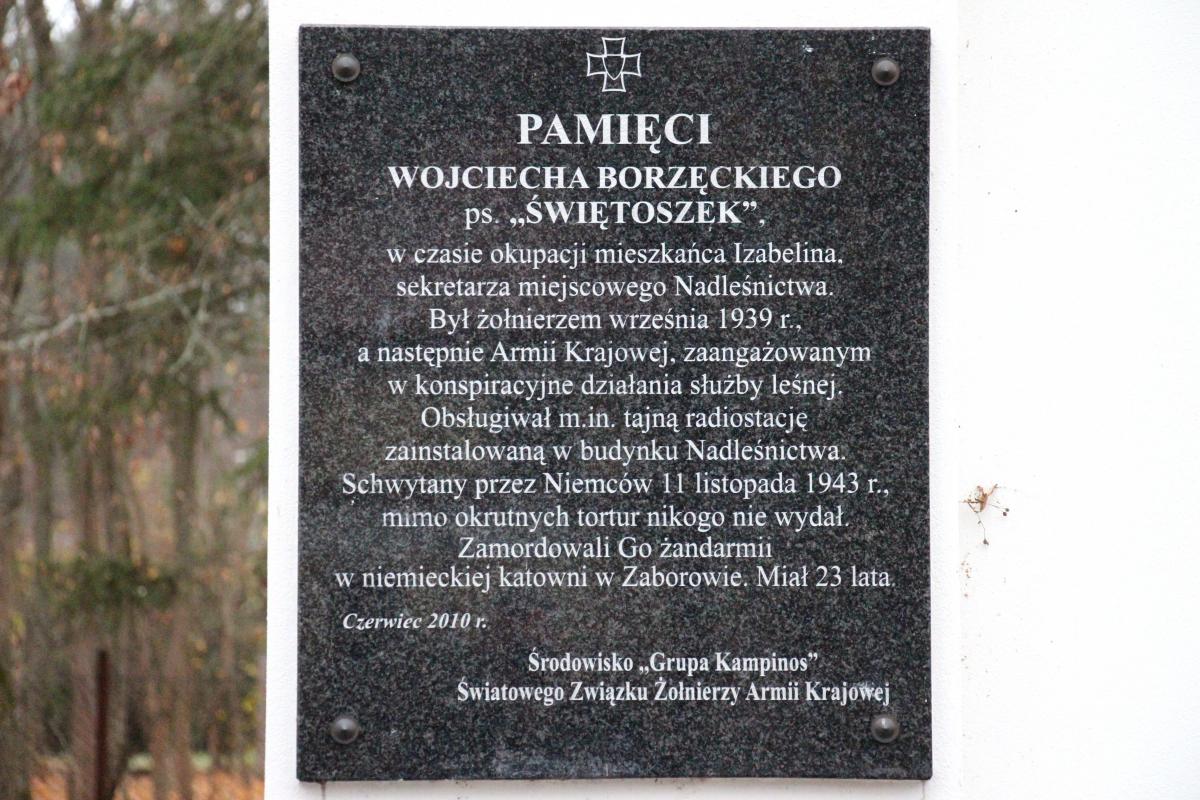 PAMIĘCI
WOJCIECHA BORZĘCKIEGO
ps. „ŚWIĘTOSZEK”,
w czasie okupacji mieszkańca Izabelina,
sekretarza miejscowego Nadleśnictwa.
Był żołnierzem września 1939 r.,
a następnie Armii Krajowej, zaangażowanym
w konspiracyjne działania służby leśnej.
Obsługiwał m.in. tajną radiostację
zainstalowaną w budynku Nadleśnictwa.
Schwytany przez Niemców 11 listopada 1943 r.,
mimo okrutnych tortur nikogo nie wydał.
Zamordowali Go żandarmii
w niemieckiej katowni w Zaborowie. Miał 23 lata.
Czerwiec 2010 r.
Środowisko „Grupa Kampinos”
Światowego Związku Żołnierzy Armii Krajowej